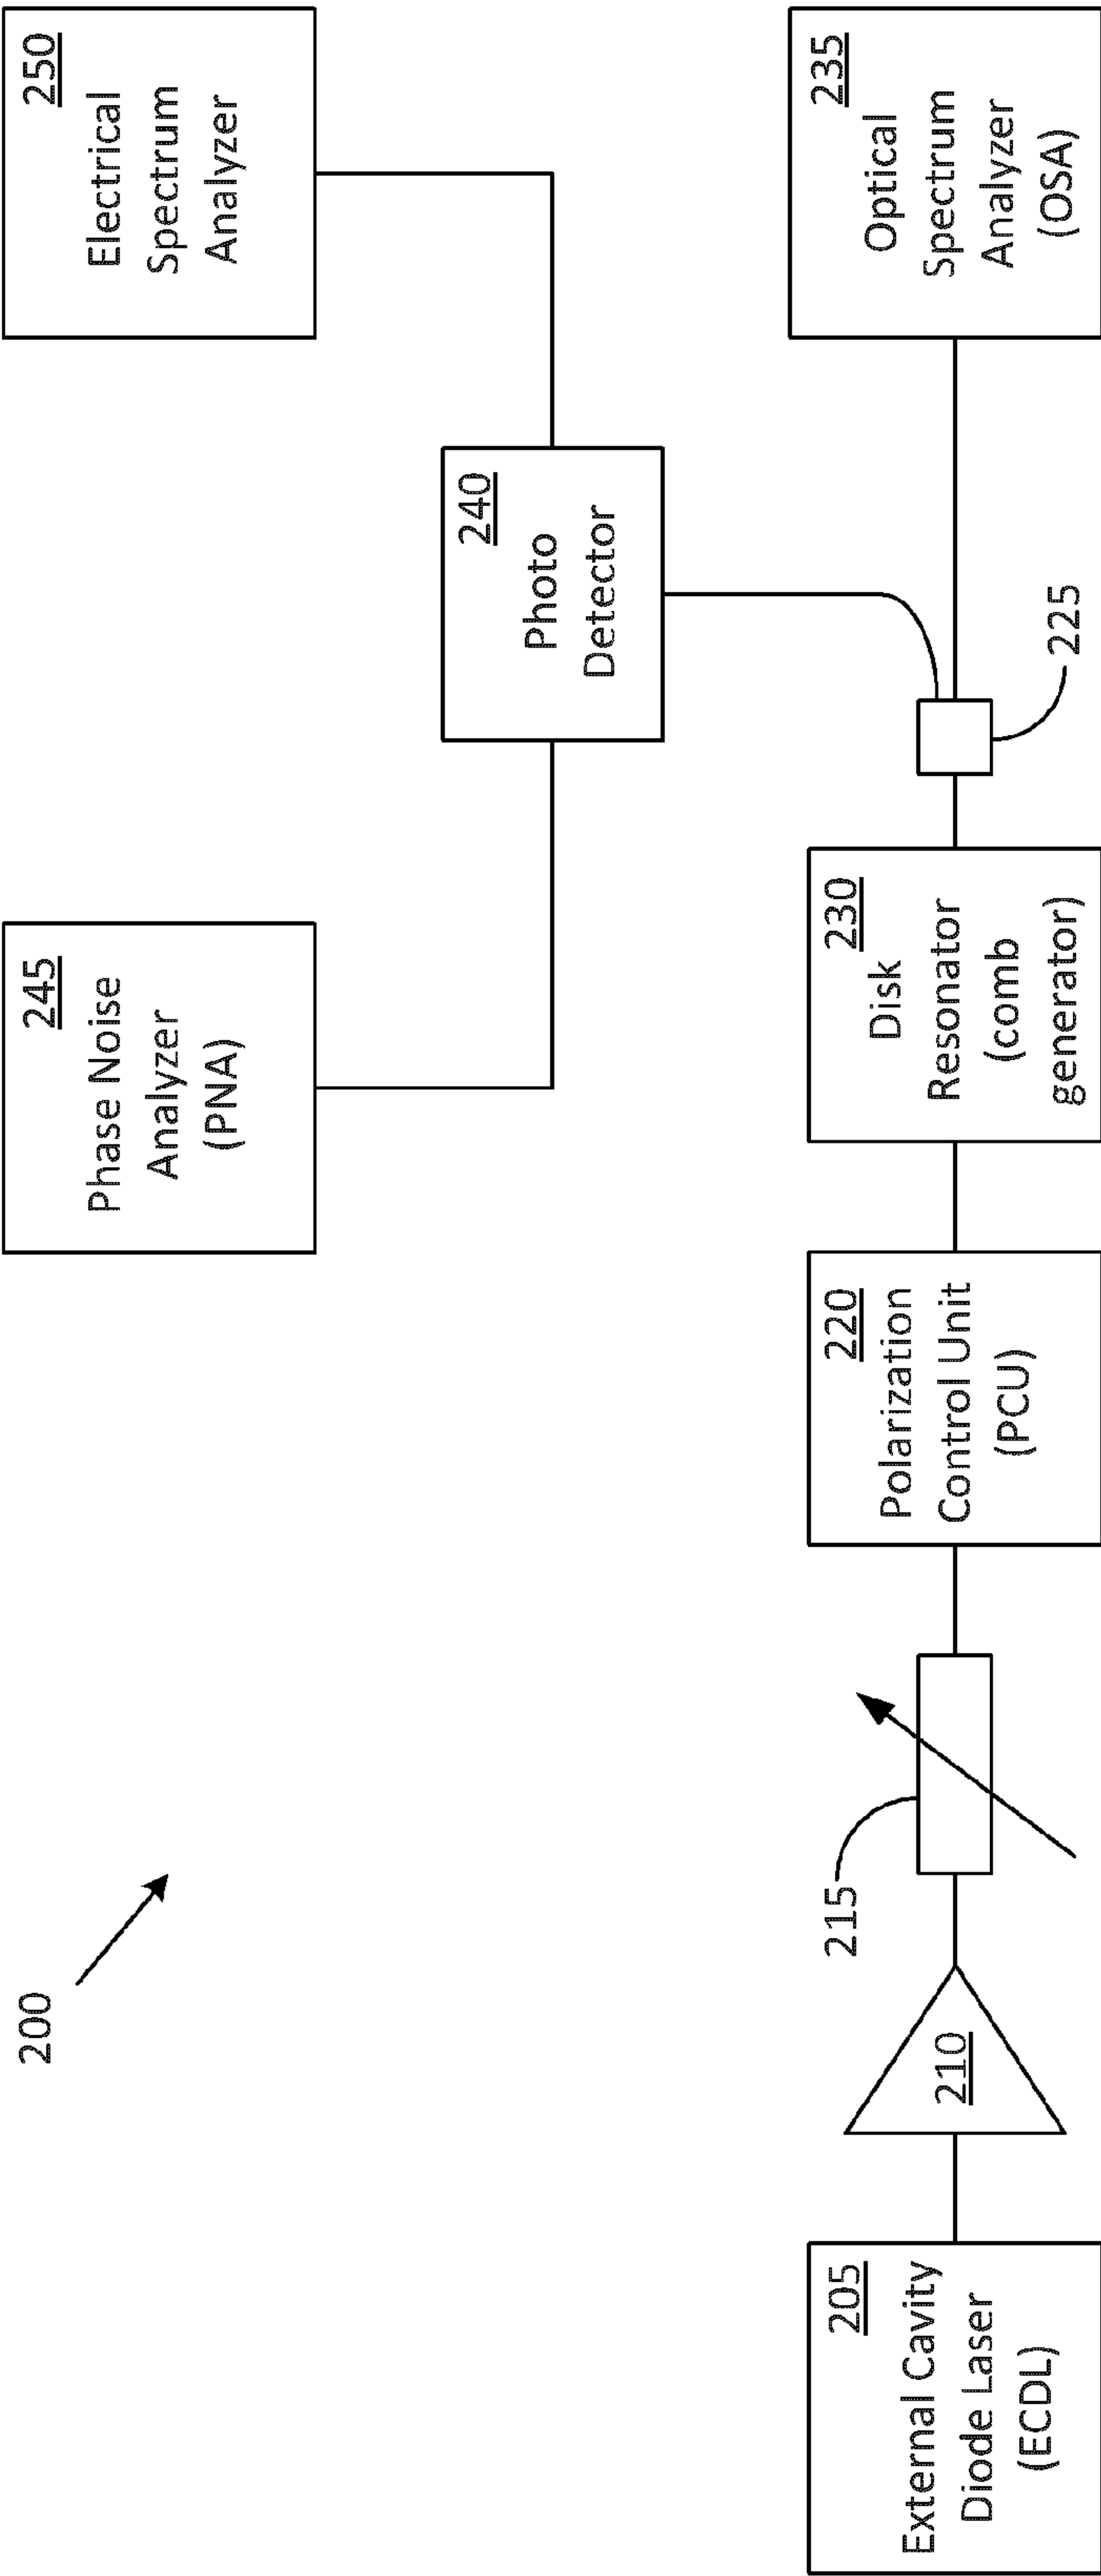 200
245
Phase Noise
Analyzer
(PNA)
250
Electrical
Spectrum
Analyzer
240
Photo
Detector
205
External Cavity
Diode Laser
(ECDL)
210
215
220
Polarization
Control Unit
(PCU)
230
Disk
Resonator
(comb
generator)
225
235
Optical
Spectrum
Analyzer
(OSA)